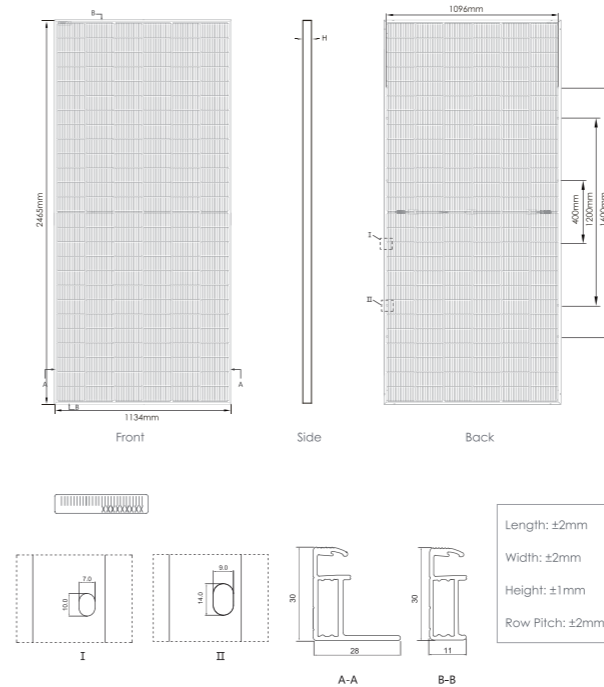 B
H
1096mm
2465mm
400mm
1200mm
I
II
A
A
B
1134mm
Front
Side
Back
7.0
10.0
I
9.0
14.0
II
30
28
A-A
30
11
B-B
Length: ±2mm
Width: ±2mm
Height: ±1mm
Row Pitch: ±2mm